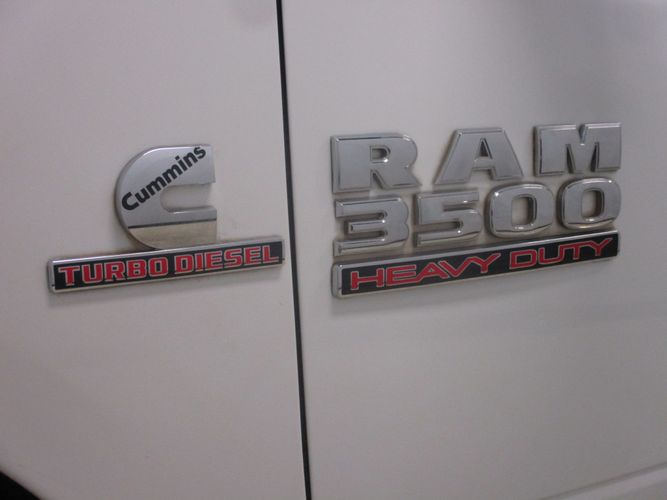 Cummins
TURBO DIESEL
RAM
3500
HEAVY DUTY